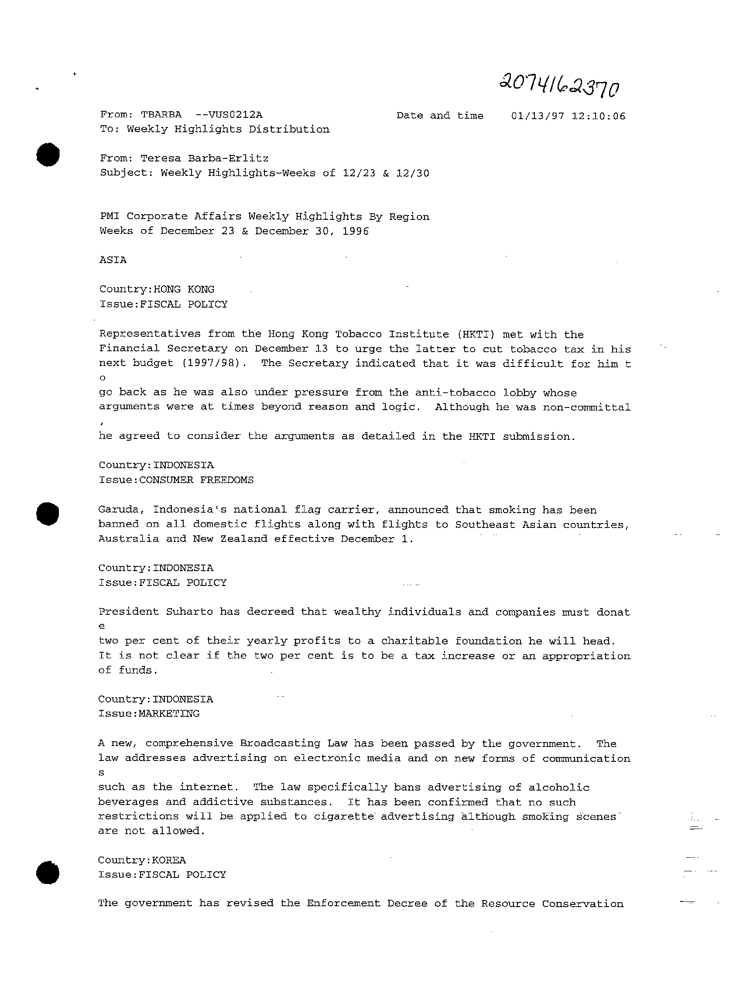 2074162370
From: TBARBA --VUS0212A Date and time 01/13/97 12:10:06
To: Weekly Highlights Distribution
From: Teresa Barba-Erlitz
Subject: Weekly Highlights-Weeks of 12/23 & 12/30
PMI Corporate Affairs Weekly Highlights By Region
Weeks of December 23 & December 30, 1996
ASIA
Country:HONG KONG
Issue:FISCAL POLICY
Representatives from the Hong Kong Tobacco Institute (HKTI) met with the
Financial Secretary on December 13 to urge the latter to cut tobacco tax in his
next budget (1997/98). The Secretary indicated that it was difficult for him t
o
go back as he was also under pressure from the anti-tobacco lobby whose
arguments were at times beyond reason and logic. Although he was non-committal
,
he agreed to consider the arguments as detailed in the HKTI submission.
Country:INDONESIA
Issue:CONSUMER FREEDOMS
Garuda, Indonesia's national flag carrier, announced that smoking has been
banned on all domestic flights along with flights to Southeast Asian countries,
Australia and New Zealand effective December 1.
Country:INDONESIA
Issue:FISCAL POLICY
President Suharto has decreed that wealthy individuals and companies must donat
e
two per cent of their yearly profits to a charitable foundation he will head.
It is not clear if the two per cent is to be a tax increase or an appropriation
of funds.
Country:INDONESIA
Issue:MARKETING
A new, comprehensive Broadcasting Law has been passed by the government. The
law addresses advertising on electronic media and on new forms of communication
s
such as the internet. The law specifically bans advertising of alcoholic
beverages and addictive substances. It has been confirmed that no such
restrictions will be applied to cigarette advertising although smoking scenes
are not allowed.
Country:KOREA
Issue:FISCAL POLICY
The government has revised the Enforcement Decree of the Resource Conservation